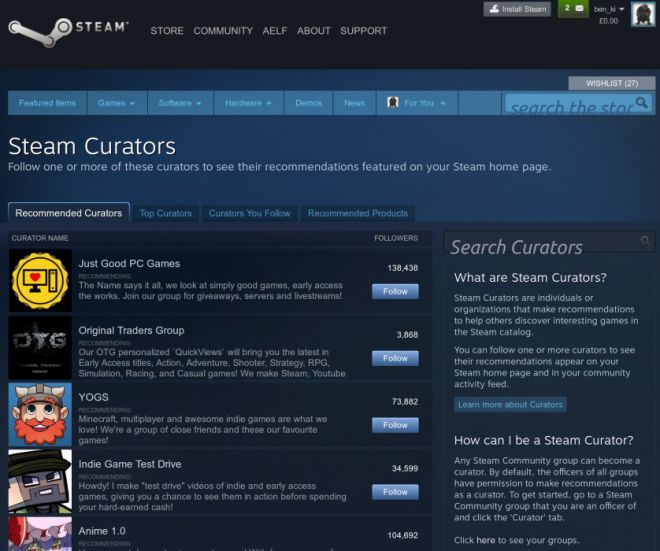 STEAM™
STORE COMMUNITY AELF ABOUT SUPPORT
Install Steam
2
ben_ki
£0.00
WISHLIST (27)
Featured Items Games Software Hardware Demos News For You
search the stor
Steam Curators
Follow one or more of these curators to see their recommendations featured on your Steam home page.
Recommended Curators Top Curators Curators You Follow Recommended Products
CURATOR NAME FOLLOWERS
Just Good PC Games
RECOMMENDING:
The Name says it all, we look at simply good games, early access
the works. Join our group for giveaways, servers and livestreams!
138,438
Follow
OTG
Original Traders Group
RECOMMENDING:
Our OTG personalized `QuickViews` will bring you the latest in
Early Access titles, Action, Adventure, Shooter, Strategy, RPG,
Simulation, Racing, and Casual games! We make Steam, Youtube
3,868
Follow
YOGS
RECOMMENDING:
Minecraft, multiplayer and awesome indie games are what we
love! We're a group of close friends and these our favourite
games!
73,882
Follow
Indie Game Test Drive
RECOMMENDING:
Howdy! I make "test drive" videos of indie and early access
games, giving you a chance to see them in action before spending
your hard-earned cash!
34,599
Follow
Anime 1.0
RECOMMENDING:
104,692
Search Curators
What are Steam Curators?
Steam Curators are individuals or
organizations that make recommendations
to help others discover interesting games in
the Steam catalog.
You can follow one or more curators to see
their recommendations appear on your
Steam home page and in your community
activity feed.
Learn more about Curators
How can I be a Steam Curator?
Any Steam Community group can become a
curator. By default, the officers of all groups
have permission to make recommendations
as a curator. To get started, go to a Steam
Community group that you are an officer of
and click the 'Curator' tab.
Click here to see your groups.